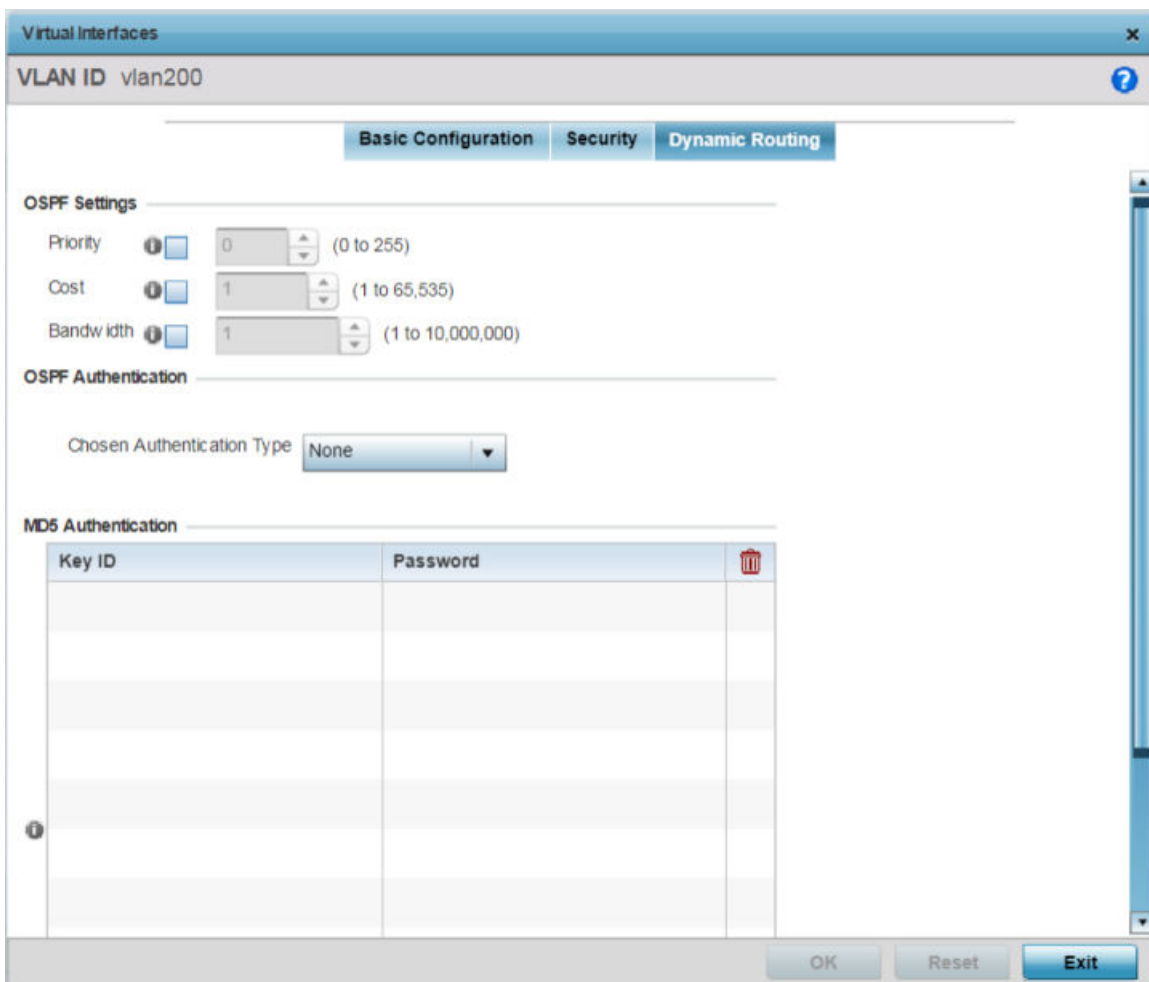 Virtual Interfaces
VLAN ID vlan200
Basic Configuration Security Dynamic Routing
OSPF Settings
Priority 0 (0 to 255)
Cost 1 (1 to 65,535)
Bandwidth 1 (1 to 10,000,000)
OSPF Authentication
Chosen Authentication Type None
MD5 Authentication
Key ID Password
OK Reset Exit